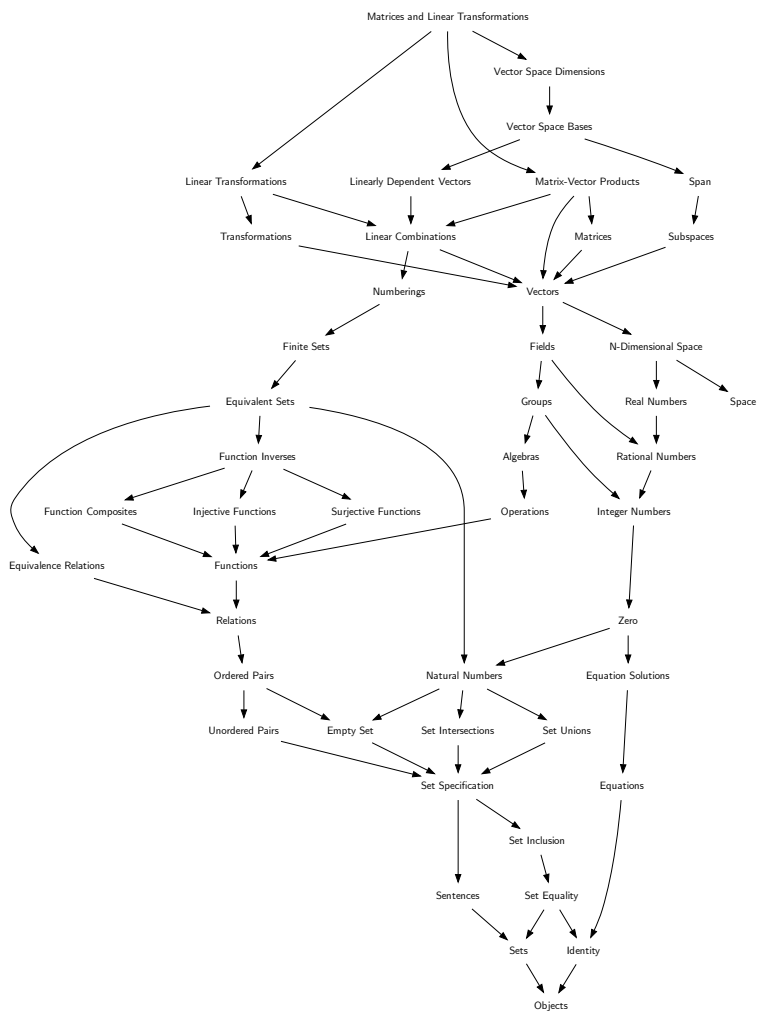 Matrices and Linear Transformations
Vector Space Dimensions
Vector Space Bases
Linear Transformations
Linearly Dependent Vectors
Matrix-Vector Products
Span
Transformations
Linear Combinations
Matrices
Subspaces
Numberings
Vectors
Finite Sets
Fields
N-Dimensional Space
Equivalent Sets
Groups
Real Numbers
Space
Function Inverses
Algebras
Rational Numbers
Function Composites
Injective Functions
Surjective Functions
Operations
Integer Numbers
Equivalence Relations
Functions
Relations
Zero
Ordered Pairs
Natural Numbers
Equation Solutions
Unordered Pairs
Empty Set
Set Intersections
Set Unions
Set Specification
Equations
Set Inclusion
Sentences
Set Equality
Sets
Identity
Objects